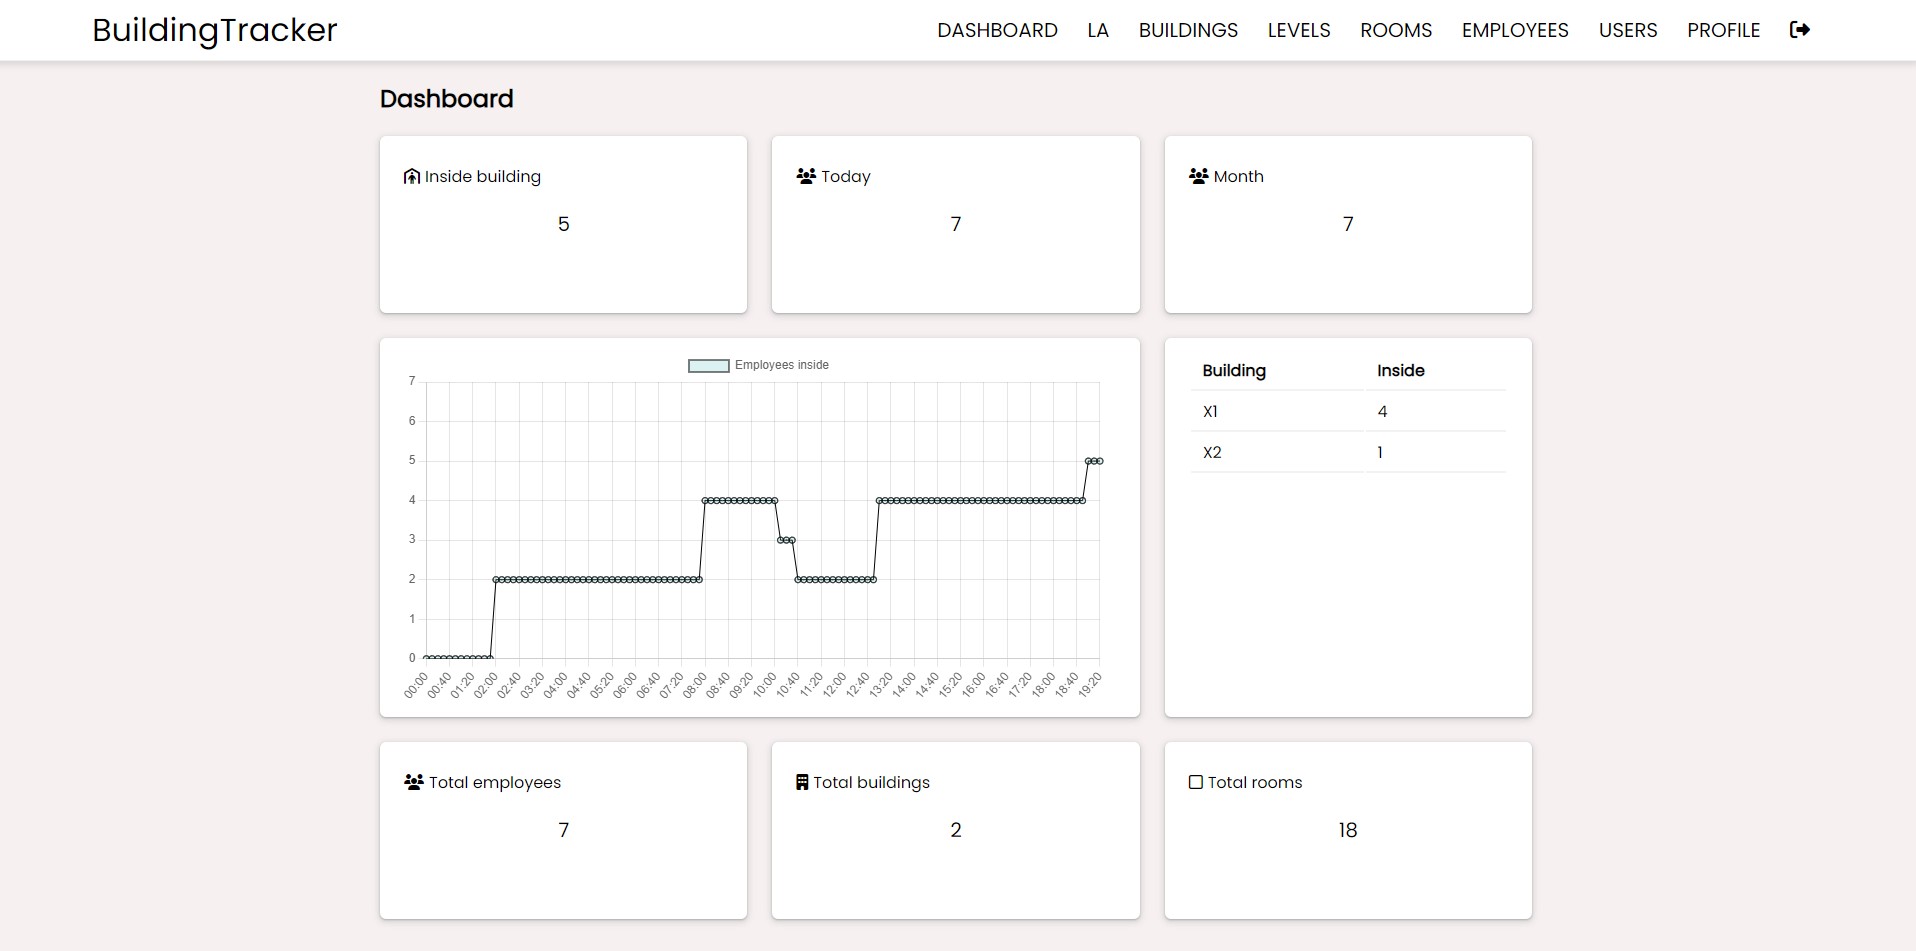 BuildingTracker
DASHBOARD LA BUILDINGS LEVELS ROOMS EMPLOYEES USERS PROFILE
Dashboard
Inside building
5
Today
7
Month
7
Employees inside
7
6
5
4
3
2
1
0
00:00 00:40 01:20 02:00 02:40 03:20 04:00 04:40 05:20 06:00 06:40 07:20 08:00 08:40 09:20 10:00 10:40 11:20 12:00 12:40 13:20 14:00 14:40 15:20 16:00 16:40 17:20 18:00 18:40 19:20
Building Inside
X1 4
X2 1
Total employees
7
Total buildings
2
Total rooms
18